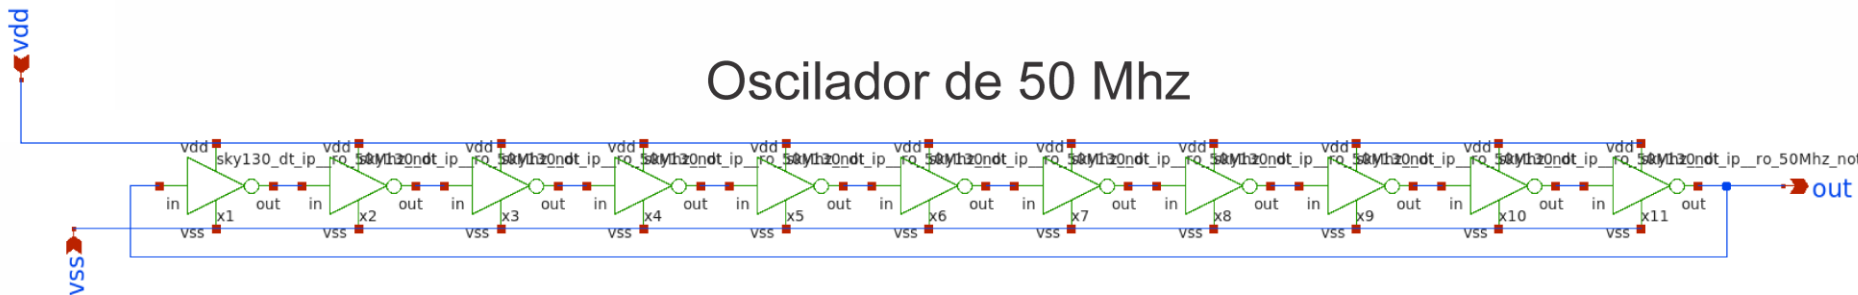 vdd
Oscilador de 50 Mhz
vdd vdd vdd vdd vdd vdd vdd vdd vdd vdd vdd
sky130_dt_ip__ro_50Mhz_not
in out in out in out in out in out in out in out in out in out in out in out
out
x1 x2 x3 x4 x5 x6 x7 x8 x9 x10 x11
vss vss vss vss vss vss vss vss vss vss vss
vss